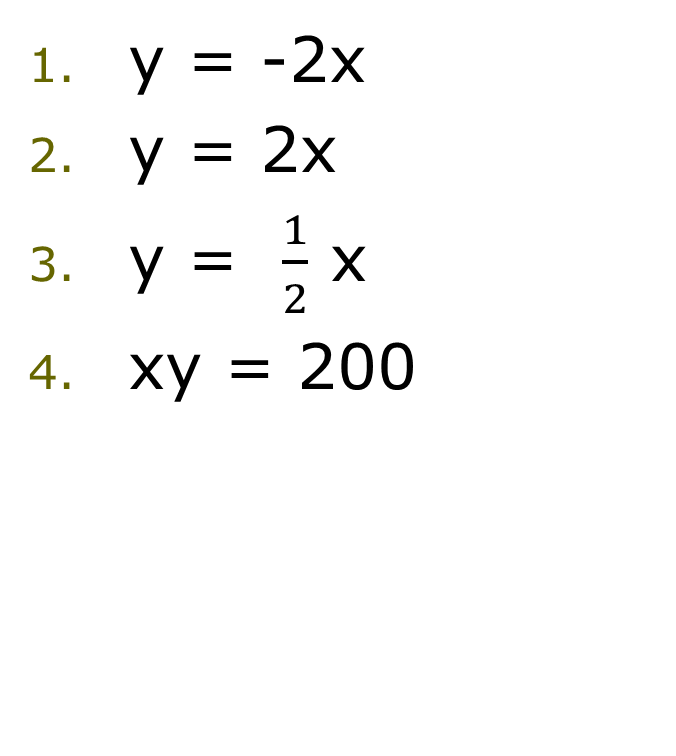 1. y = -2x
2. y = 2x
3. y = 1/2 x
4. xy = 200